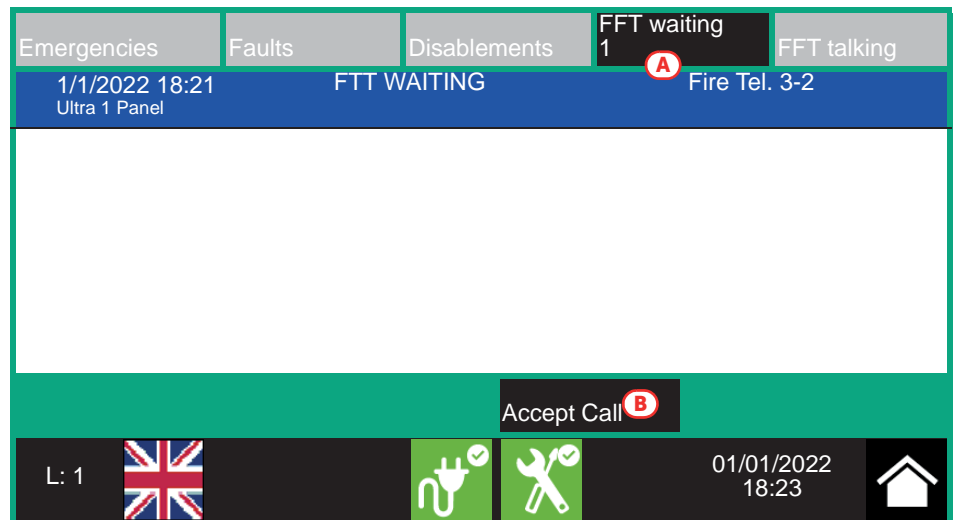 Emergencies
Faults
Disablements
FFT waiting
1
A
FFT talking
1/1/2022 18:21
FTT WAITING
Fire Tel. 3-2
Ultra 1 Panel
Accept Call
B
L: 1
01/01/2022
18:23